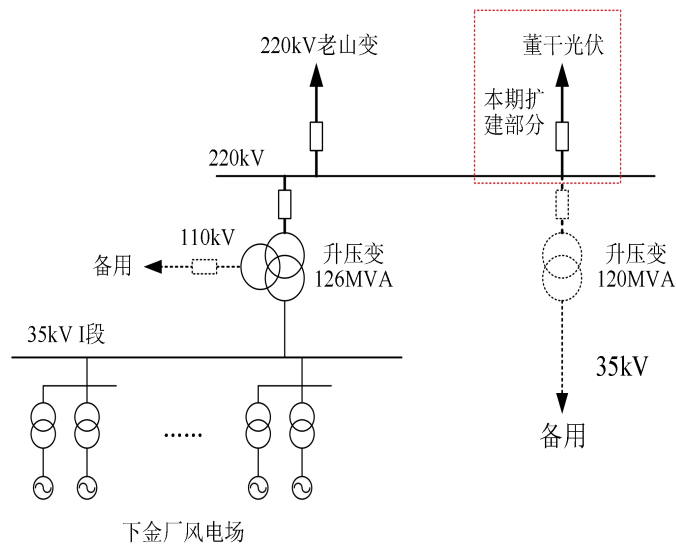 220kV老山变
董干光伏
本期扩
建部分
220kV
110kV
备用
升压变
126MVA
升压变
120MVA
35kV I段
35kV
备用
······
下金厂风电场